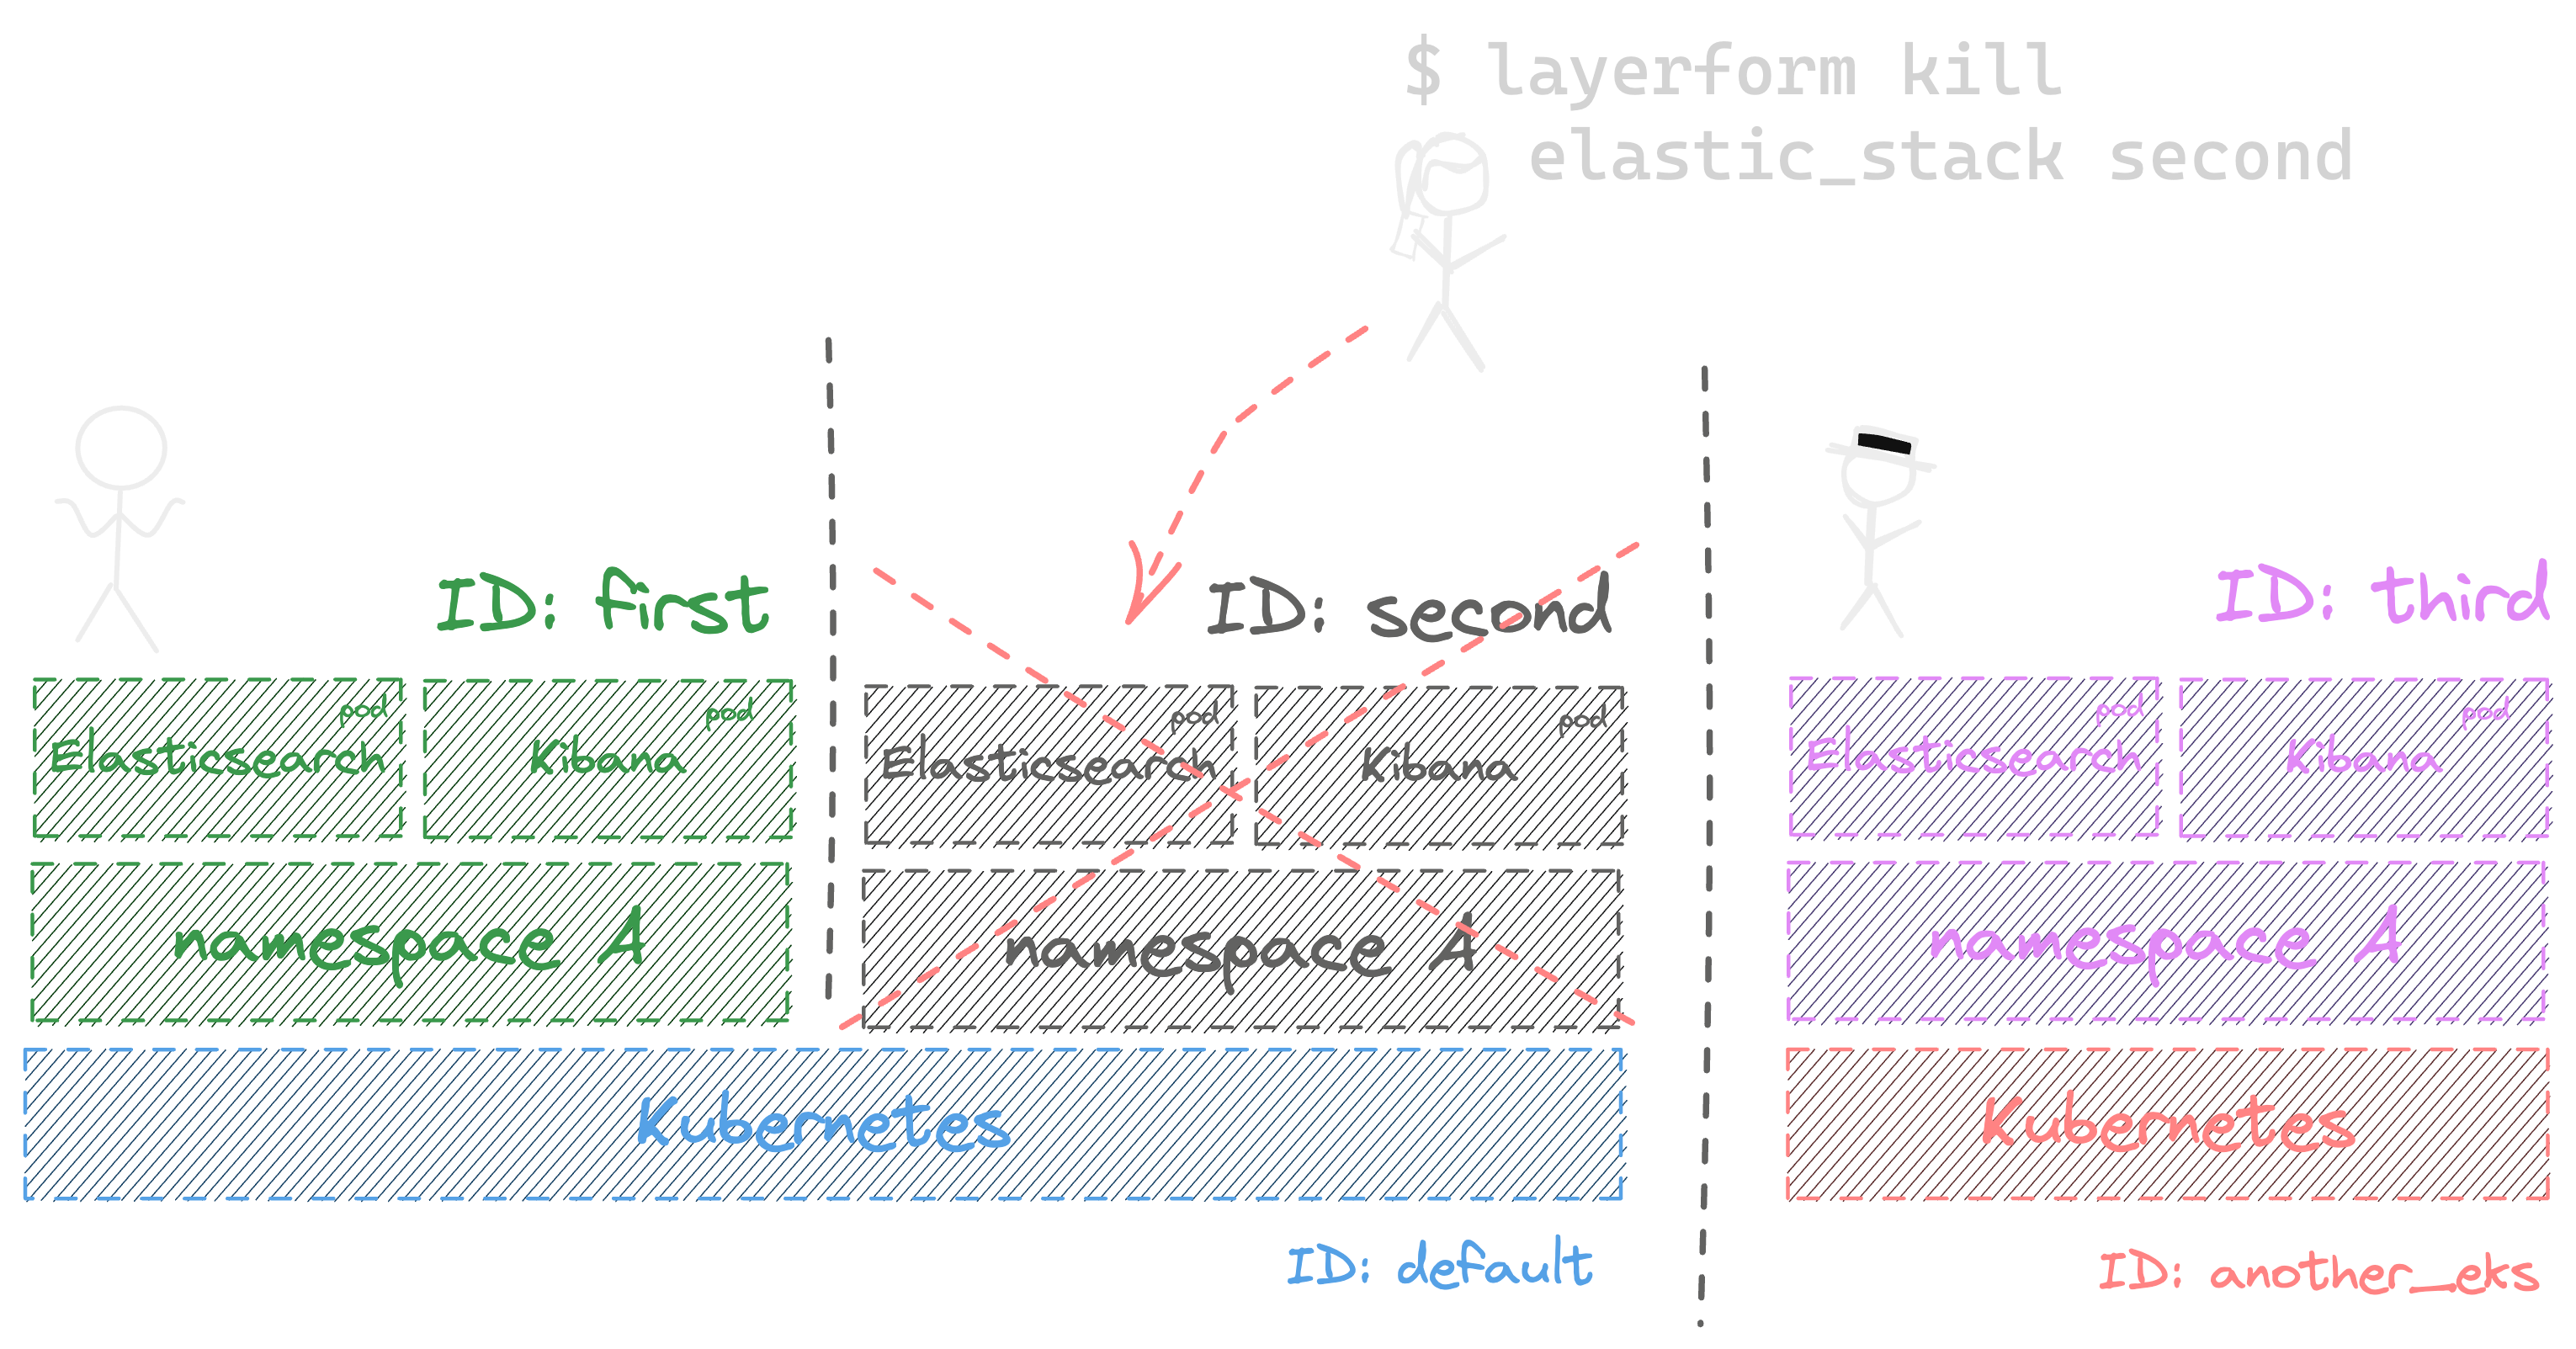 $ layerform kill
elastic_stack second
ID: first
ID: second
ID: third
pod
Elasticsearch
pod
Kibana
namespace A
pod
Elasticsearch
pod
Kibana
namespace A
pod
Elasticsearch
pod
Kibana
namespace A
Kubernetes
ID: default
Kubernetes
ID: another_eks